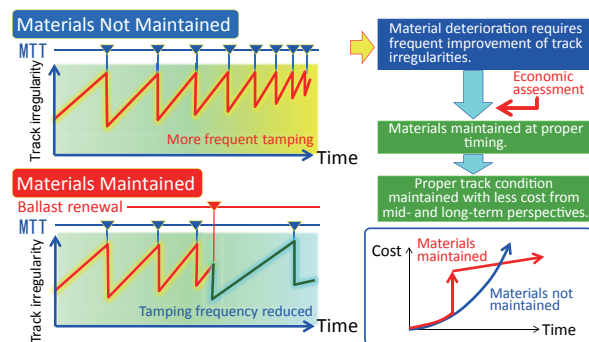 Materials Not Maintained
MTT
Track irregularity
More frequent tamping
Time
Materials Maintained
Ballast renewal
MTT
Track irregularity
Tamping frequency reduced
Time
Material deterioration requires
frequent improvement of track
irregularities.
Economic
assessment
Materials maintained at proper
timing.
Proper track condition
maintained with less cost from
mid- and long-term perspectives.
Cost
Materials
maintained
Materials not
maintained
Time